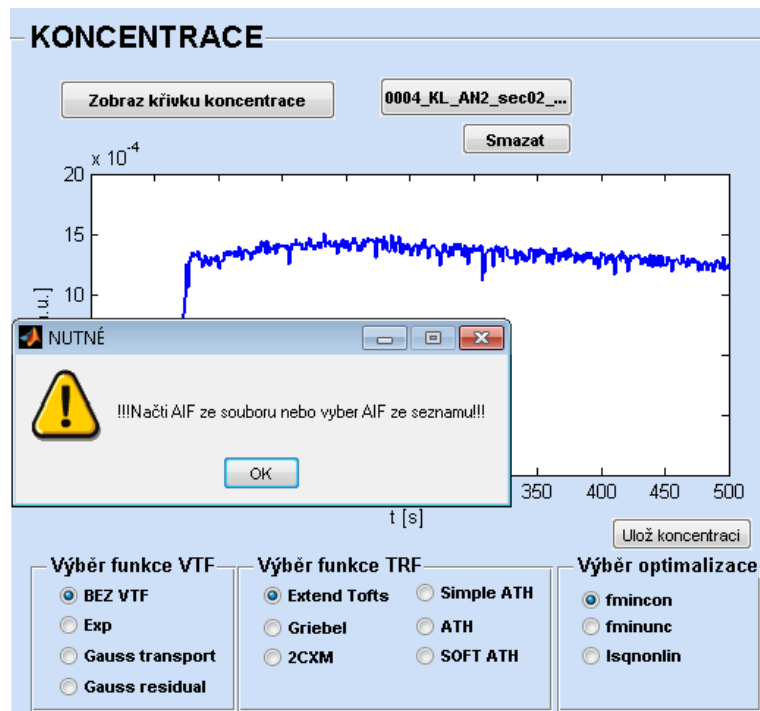 KONCENTRACE
Zobraz křivku koncentrace
0004_KL_AN2_sec02_...
Smazat
x 10-4
20
15
10
NUTNÉ
!!!Načti AIF ze souboru nebo vyber AIF ze seznamu!!!
OK
350 400 450 500
t [s]
Ulož koncentraci
Výběr funkce VTF
BEZ VTF
Exp
Gauss transport
Gauss residual
Výběr funkce TRF
Extend Tofts
Griebel
2CXM
Simple ATH
ATH
SOFT ATH
Výběr optimalizace
fmincon
fminunc
lsqnonlin